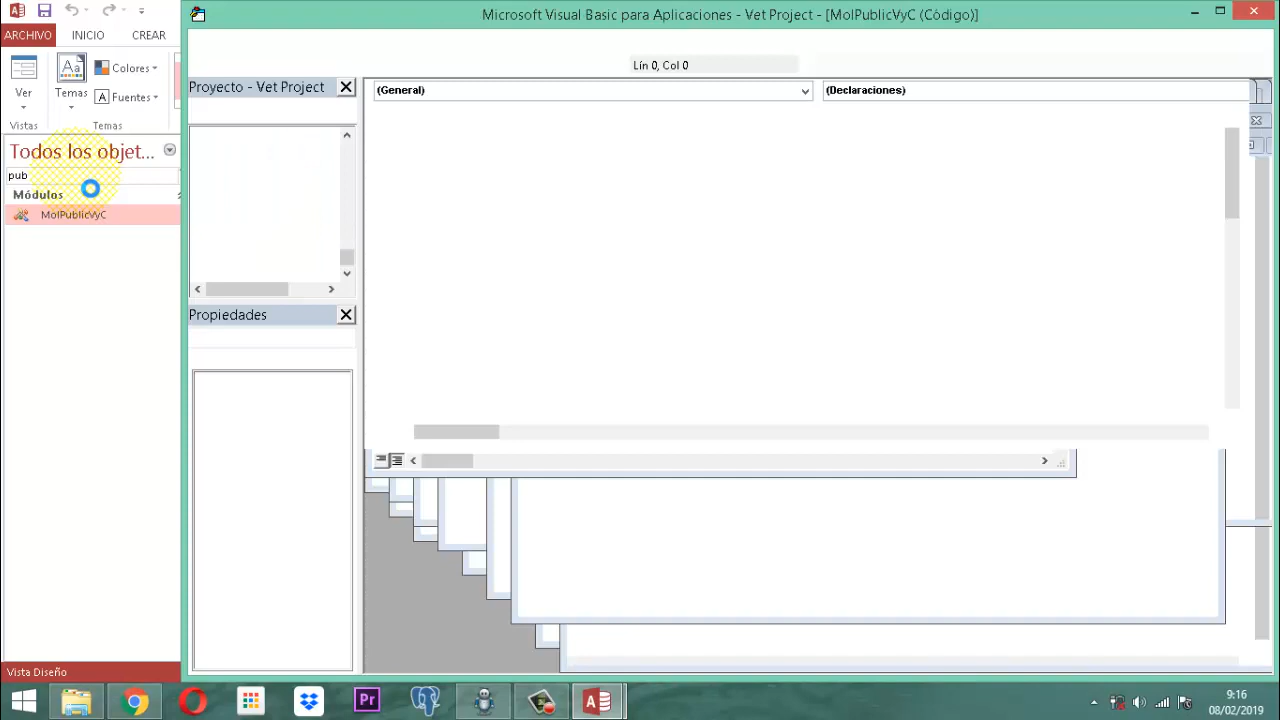 Microsoft Visual Basic para Aplicaciones - Vet Project - [MolPublicVyC (Código)]
ARCHIVO INICIO CREAR
Lín 0, Col 0
Ver
Temas
Aa
Colores
A Fuentes
Vistas
Temas
Proyecto - Vet Project
(General)
(Declaraciones)
Todos los objet...
pub
Módulos
MolPublicVyC
Propiedades
Vista Diseño
Pr
9:16
08/02/2019